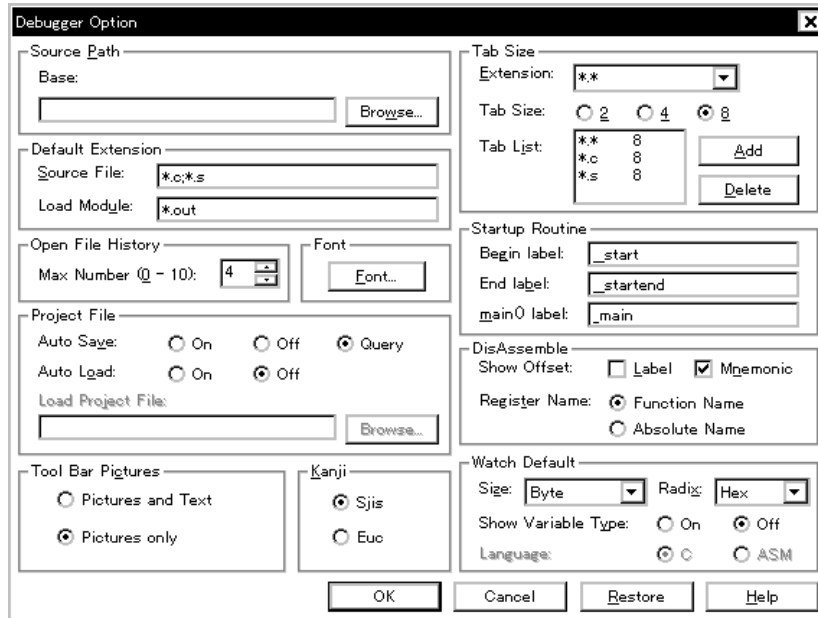 Debugger Option
Source Path
Base:
Browse...
Default Extension
Source File: *.c;*.s
Load Module: *.out
Open File History
Max Number (0 - 10): 4
Font
Font...
Project File
Auto Save: On Off Query
Auto Load: On Off
Load Project File:
Browse...
Tool Bar Pictures
Pictures and Text
Pictures only
Kanji
Sjis
Euc
Tab Size
Extension: *.*
Tab Size: 2 4 8
Tab List:
*.* 8
*.c 8
*.s 8
Add
Delete
Startup Routine
Begin label: _start
End label: _startend
main() label: _main
DisAssemble
Show Offset: Label Mnemonic
Register Name: Function Name
Absolute Name
Watch Default
Size: Byte Radix: Hex
Show Variable Type: On Off
Language: C ASM
OK Cancel Restore Help